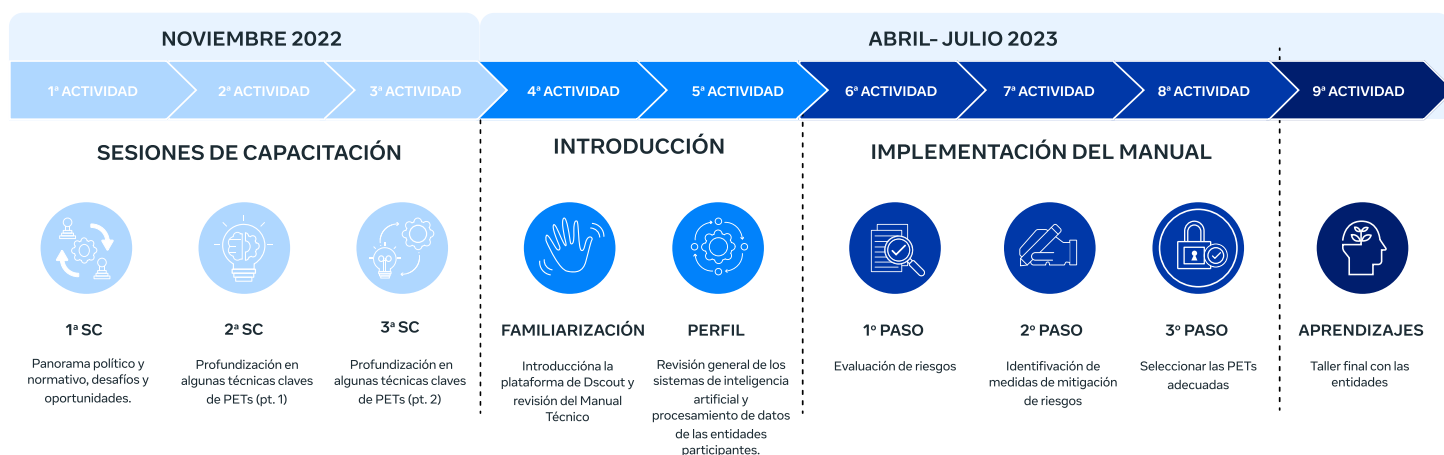 NOVIEMBRE 2022
ABRIL- JULIO 2023
1ª ACTIVIDAD
2ª ACTIVIDAD
3ª ACTIVIDAD
4ª ACTIVIDAD
5ª ACTIVIDAD
6ª ACTIVIDAD
7ª ACTIVIDAD
8ª ACTIVIDAD
9ª ACTIVIDAD
SESIONES DE CAPACITACIÓN
INTRODUCCIÓN
IMPLEMENTACIÓN DEL MANUAL
1ª SC
Panorama político y
normativo, desafíos y
oportunidades.
2ª SC
Profundización en
algunas técnicas claves
de PETs (pt. 1)
3ª SC
Profundización en
algunas técnicas claves
de PETs (pt. 2)
FAMILIARIZACIÓN
Introduccióna la
plataforma de Dscout y
revisión del Manual
Técnico
PERFIL
Revisión general de los
sistemas de inteligencia
artificial y
procesamiento de datos
de las entidades
participantes.
1º PASO
Evaluación de riesgos
2º PASO
Identifivación de
medidas de mitigación
de riesgos
3º PASO
Seleccionar las PETs
adecuadas
APRENDIZAJES
Taller final con las
entidades